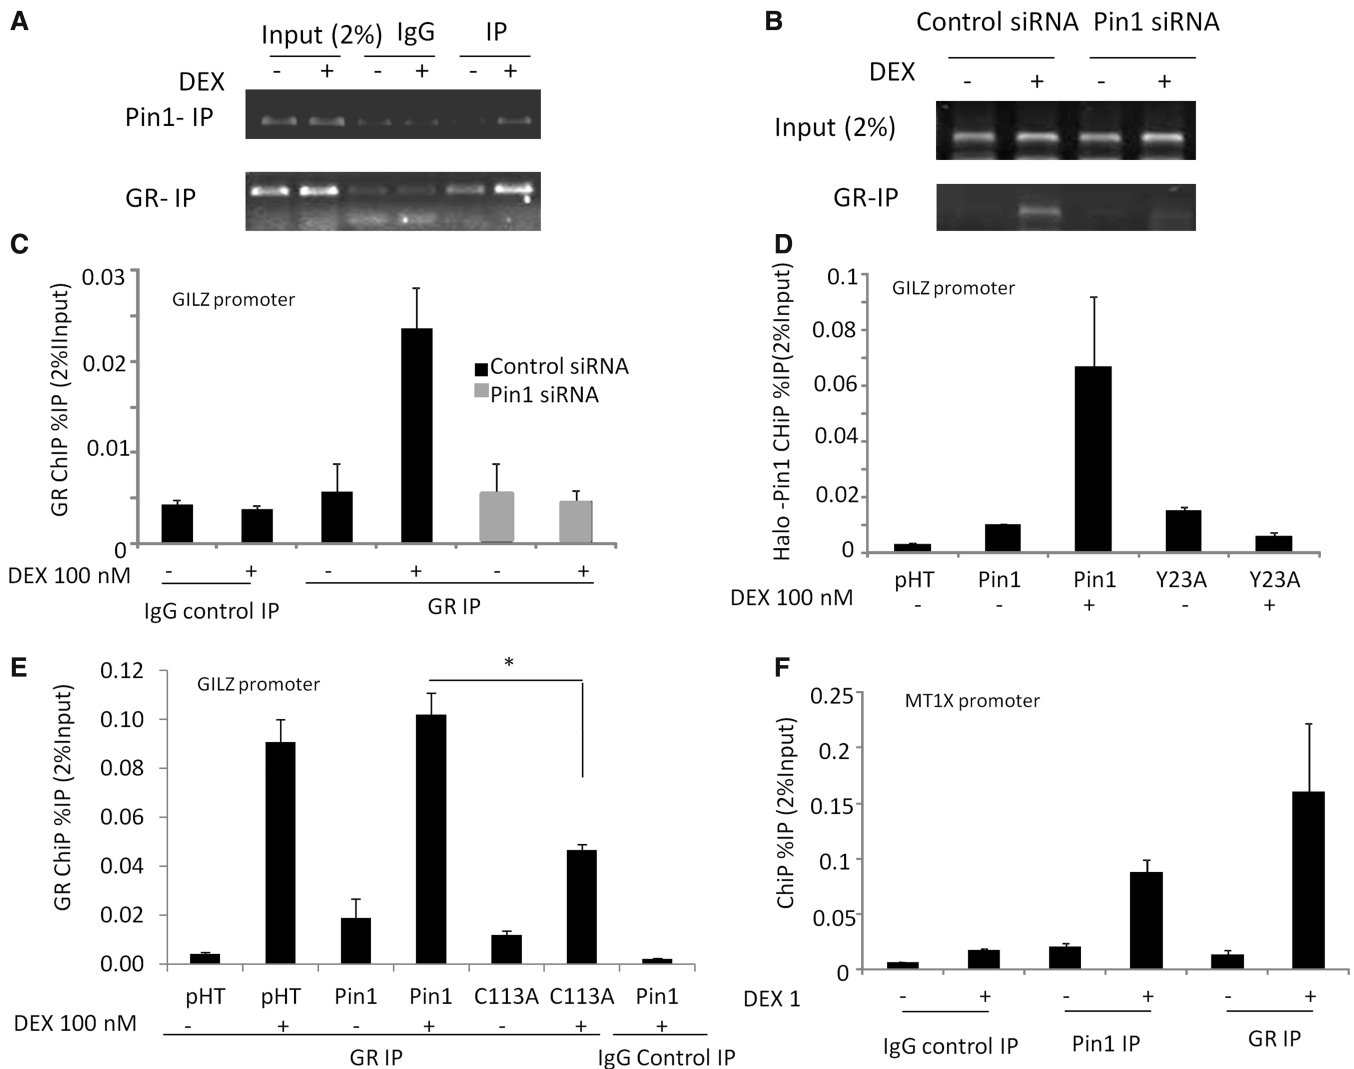 A
Input (2%) IgG IP
DEX - + - + - +
Pin1- IP
GR- IP
B
Control siRNA Pin1 siRNA
DEX - + - +
Input (2%)
GR-IP
C
GR ChIP %IP (2%IInput)
0.03
0.02
0.01
0
GILZ promoter
Control siRNA
Pin1 siRNA
DEX 100 nM - + - + - +
IgG control IP GR IP
D
Halo -Pin1 CHiP %IP(2%Input)
0.1
0.08
0.06
0.04
0.02
0
GILZ promoter
pHT Pin1 Pin1 Y23A Y23A
DEX 100 nM - - + - +
E
GR ChiP %IP (2%Input)
0.12
0.10
0.08
0.06
0.04
0.02
0.00
GILZ promoter
*
pHT pHT Pin1 Pin1 C113A C113A Pin1
DEX 100 nM - + - + - + +
GR IP IgG Control IP
F
ChiP %IP (2%Input)
0.25
0.2
0.15
0.1
0.05
0
MT1X promoter
DEX 1 - + - + - +
IgG control IP Pin1 IP GR IP